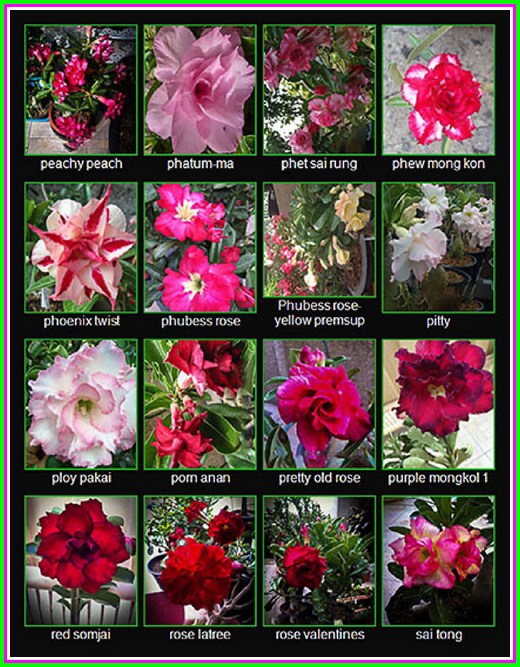 peachy peach
phatum-ma
phet sai rung
phew mong kon
phoenix twist
phubess rose
Phubess rose-
yellow premsup
pitty
ploy pakai
porn anan
pretty old rose
purple mongkol 1
red somjai
rose latree
rose valentines
sai tong